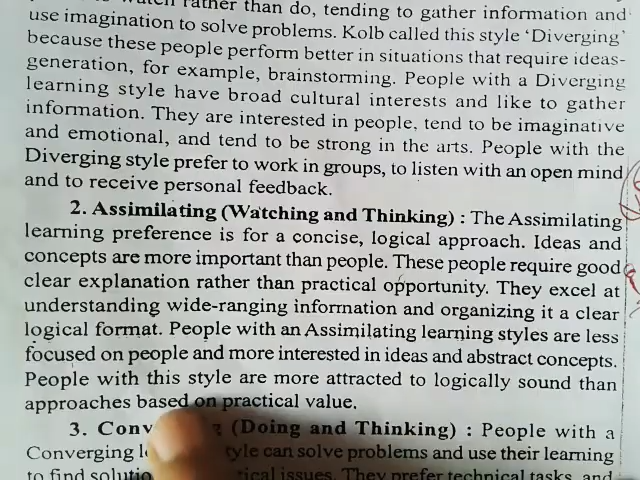 rather than do, tending to gather information and
use imagination to solve problems. Kolb called this style 'Diverging'
because these people perform better in situations that require ideas-
generation, for example, brainstorming. People with a Diverging
learning style have broad cultural interests and like to gather
information. They are interested in people, tend to be imaginative
and emotional, and tend to be strong in the arts. People with the
Diverging style prefer to work in groups, to listen with an open mind
and to receive personal feedback.
2. Assimilating (Watching and Thinking) : The Assimilating
learning preference is for a concise, logical approach. Ideas and
concepts are more important than people. These people require good
clear explanation rather than practical opportunity. They excel at
understanding wide-ranging information and organizing it a clear
logical format. People with an Assimilating learning styles are less
focused on people and more interested in ideas and abstract concepts.
People with this style are more attracted to logically sound than
approaches based on practical value.
3. (Doing and Thinking) : People with a
Converging can solve problems and use their learning
to find issues. They prefer technical tasks, and